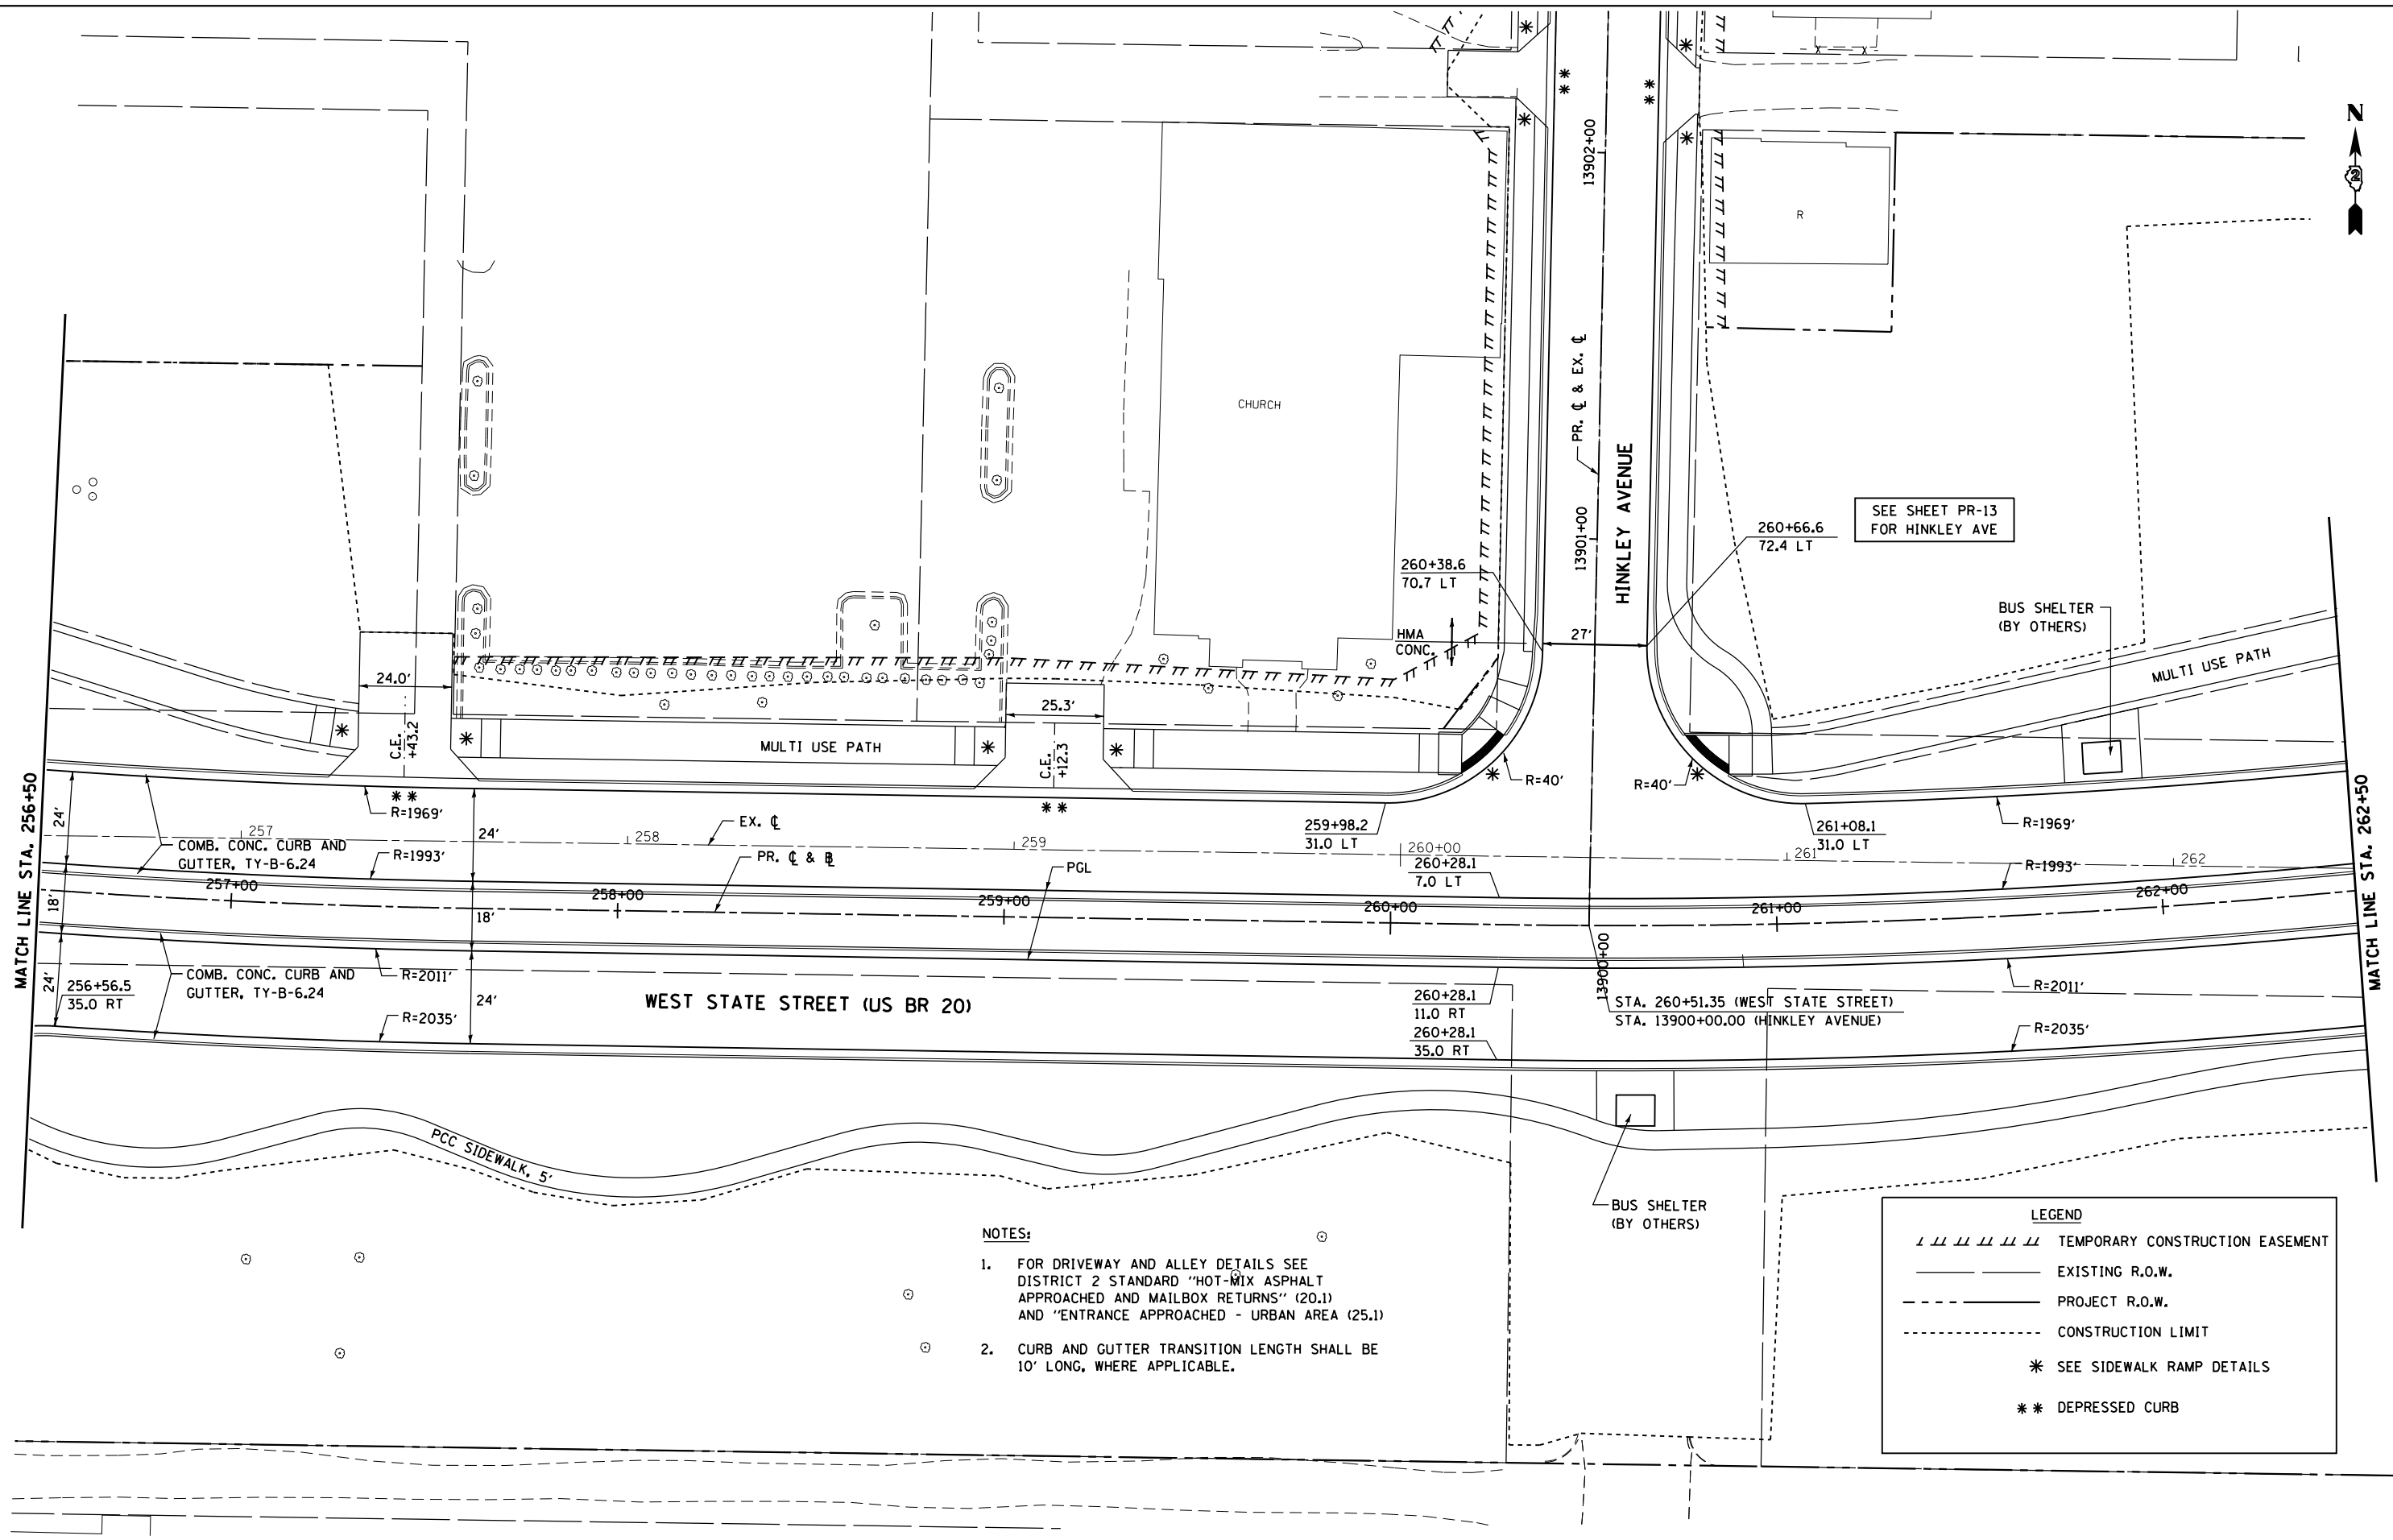 N
2
13902+00
R
CHURCH
PR. ℄ & EX. ℄
HINKLEY AVENUE
13901+00
SEE SHEET PR-13
FOR HINKLEY AVE
260+66.6
72.4 LT
260+38.6
70.7 LT
HMA
CONC.
27'
BUS SHELTER
(BY OTHERS)
MULTI USE PATH
24.0'
25.3'
C.E.
+43.2
MULTI USE PATH
C.E.
+12.3
R=40'
R=40'
MATCH LINE STA. 256+50
MATCH LINE STA. 262+50
24'
R=1969'
24'
257
COMB. CONC. CURB AND
GUTTER, TY-B-6.24
R=1993'
258
EX. ℄
PR. ℄ & B
259
PGL
259+98.2
31.0 LT
260+00
260+28.1
7.0 LT
261+08.1
31.0 LT
261
R=1969'
R=1993'
262
18'
257+00
258+00
18'
259+00
260+00
261+00
262+00
24'
COMB. CONC. CURB AND
GUTTER, TY-B-6.24
R=2011'
256+56.5
35.0 RT
R=2035'
24'
WEST STATE STREET (US BR 20)
260+28.1
11.0 RT
260+28.1
35.0 RT
13900+00
STA. 260+51.35 (WEST STATE STREET)
STA. 13900+00.00 (HINKLEY AVENUE)
R=2011'
R=2035'
PCC SIDEWALK, 5'
BUS SHELTER
(BY OTHERS)
NOTES:
1. FOR DRIVEWAY AND ALLEY DETAILS SEE
DISTRICT 2 STANDARD "HOT-MIX ASPHALT
APPROACHED AND MAILBOX RETURNS" (20.1)
AND "ENTRANCE APPROACHED - URBAN AREA (25.1)
2. CURB AND GUTTER TRANSITION LENGTH SHALL BE
10' LONG, WHERE APPLICABLE.
LEGEND
TEMPORARY CONSTRUCTION EASEMENT
EXISTING R.O.W.
PROJECT R.O.W.
CONSTRUCTION LIMIT
* SEE SIDEWALK RAMP DETAILS
** DEPRESSED CURB